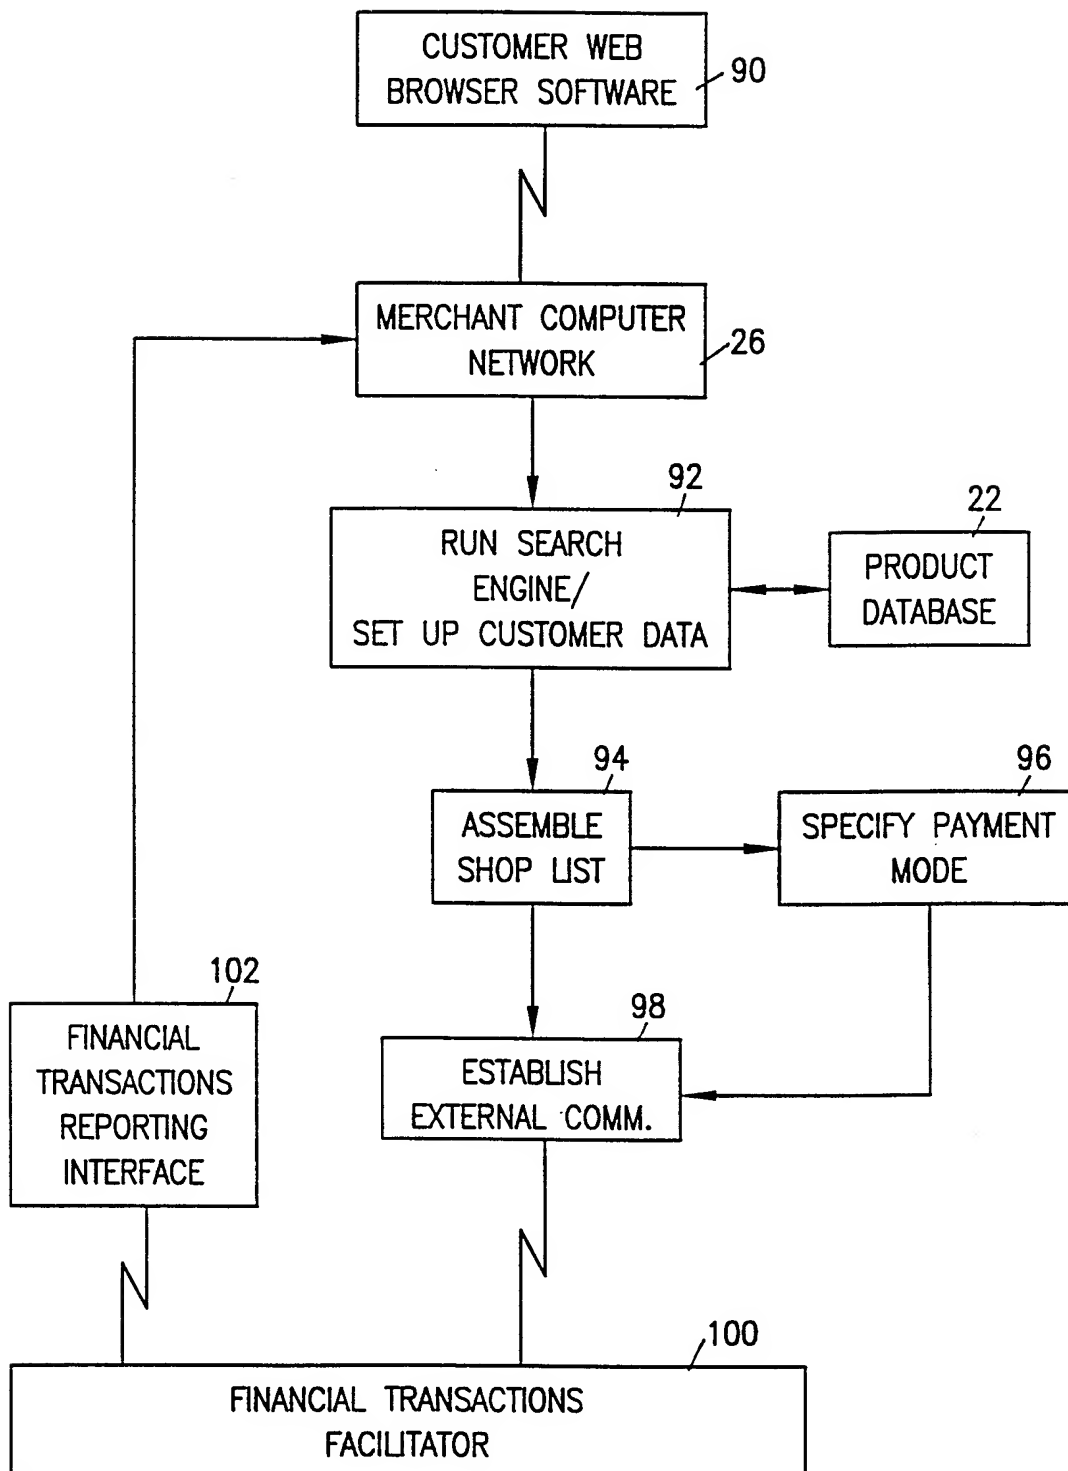 CUSTOMER WEB
BROWSER SOFTWARE
90
MERCHANT COMPUTER
NETWORK
26
92
RUN SEARCH
ENGINE/
SET UP CUSTOMER DATA
22
PRODUCT
DATABASE
94
ASSEMBLE
SHOP LIST
96
SPECIFY PAYMENT
MODE
102
FINANCIAL
TRANSACTIONS
REPORTING
INTERFACE
98
ESTABLISH
EXTERNAL COMM.
100
FINANCIAL TRANSACTIONS
FACILITATOR